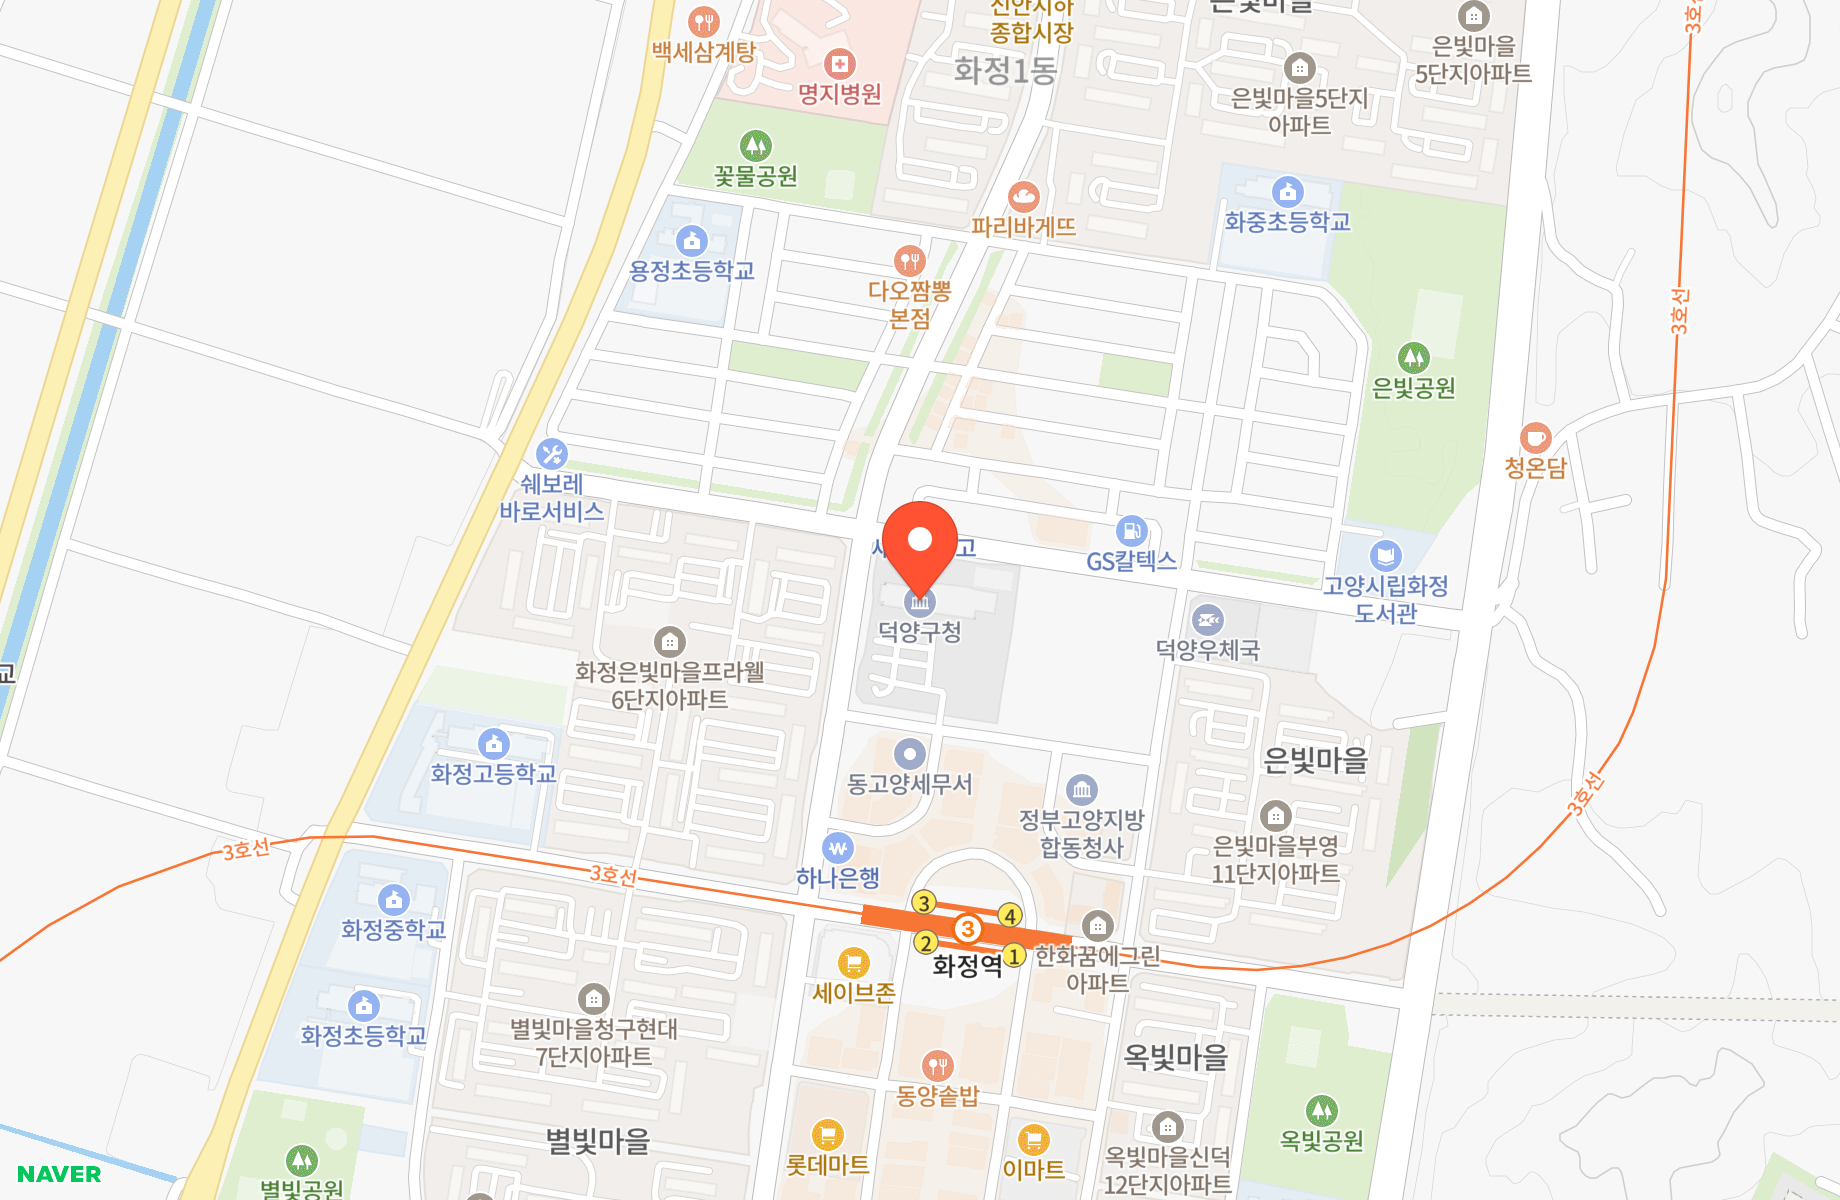 은빛마을
신안지하
종합시장
3호선
백세삼계탕
은빛마을
5단지아파트
화정1동
명지병원
은빛마을5단지
아파트
꽃물공원
파리바게뜨
화중초등학교
용정초등학교
다오짬뽕
본점
3호선
은빛공원
청온담
쉐보레
바로서비스
고
GS칼텍스
고양시립화정
도서관
덕양구청
덕양우체국
화정은빛마을프라웰
6단지아파트
교
은빛마을
화정고등학교
동고양세무서
정부고양지방
합동청사
3호선
은빛마을부영
11단지아파트
3호선
3호선
하나은행
화정중학교
3
4
3
2
1
화정역
한화꿈에그린
아파트
세이브존
화정초등학교
별빛마을청구현대
7단지아파트
옥빛마을
동양솥밥
별빛마을
롯데마트
이마트
옥빛마을신덕
12단지아파트
옥빛공원
NAVER
별빛공원